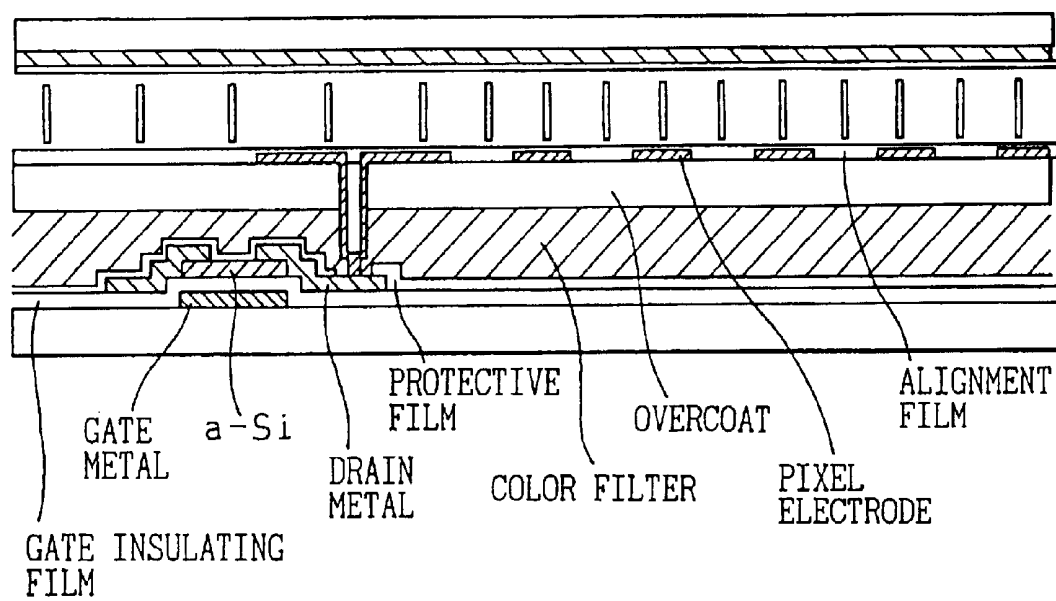 GATE
METAL
a-Si
DRAIN
METAL
PROTECTIVE
FILM
COLOR FILTER
OVERCOAT
PIXEL
ELECTRODE
ALIGNMENT
FILM
GATE INSULATING
FILM